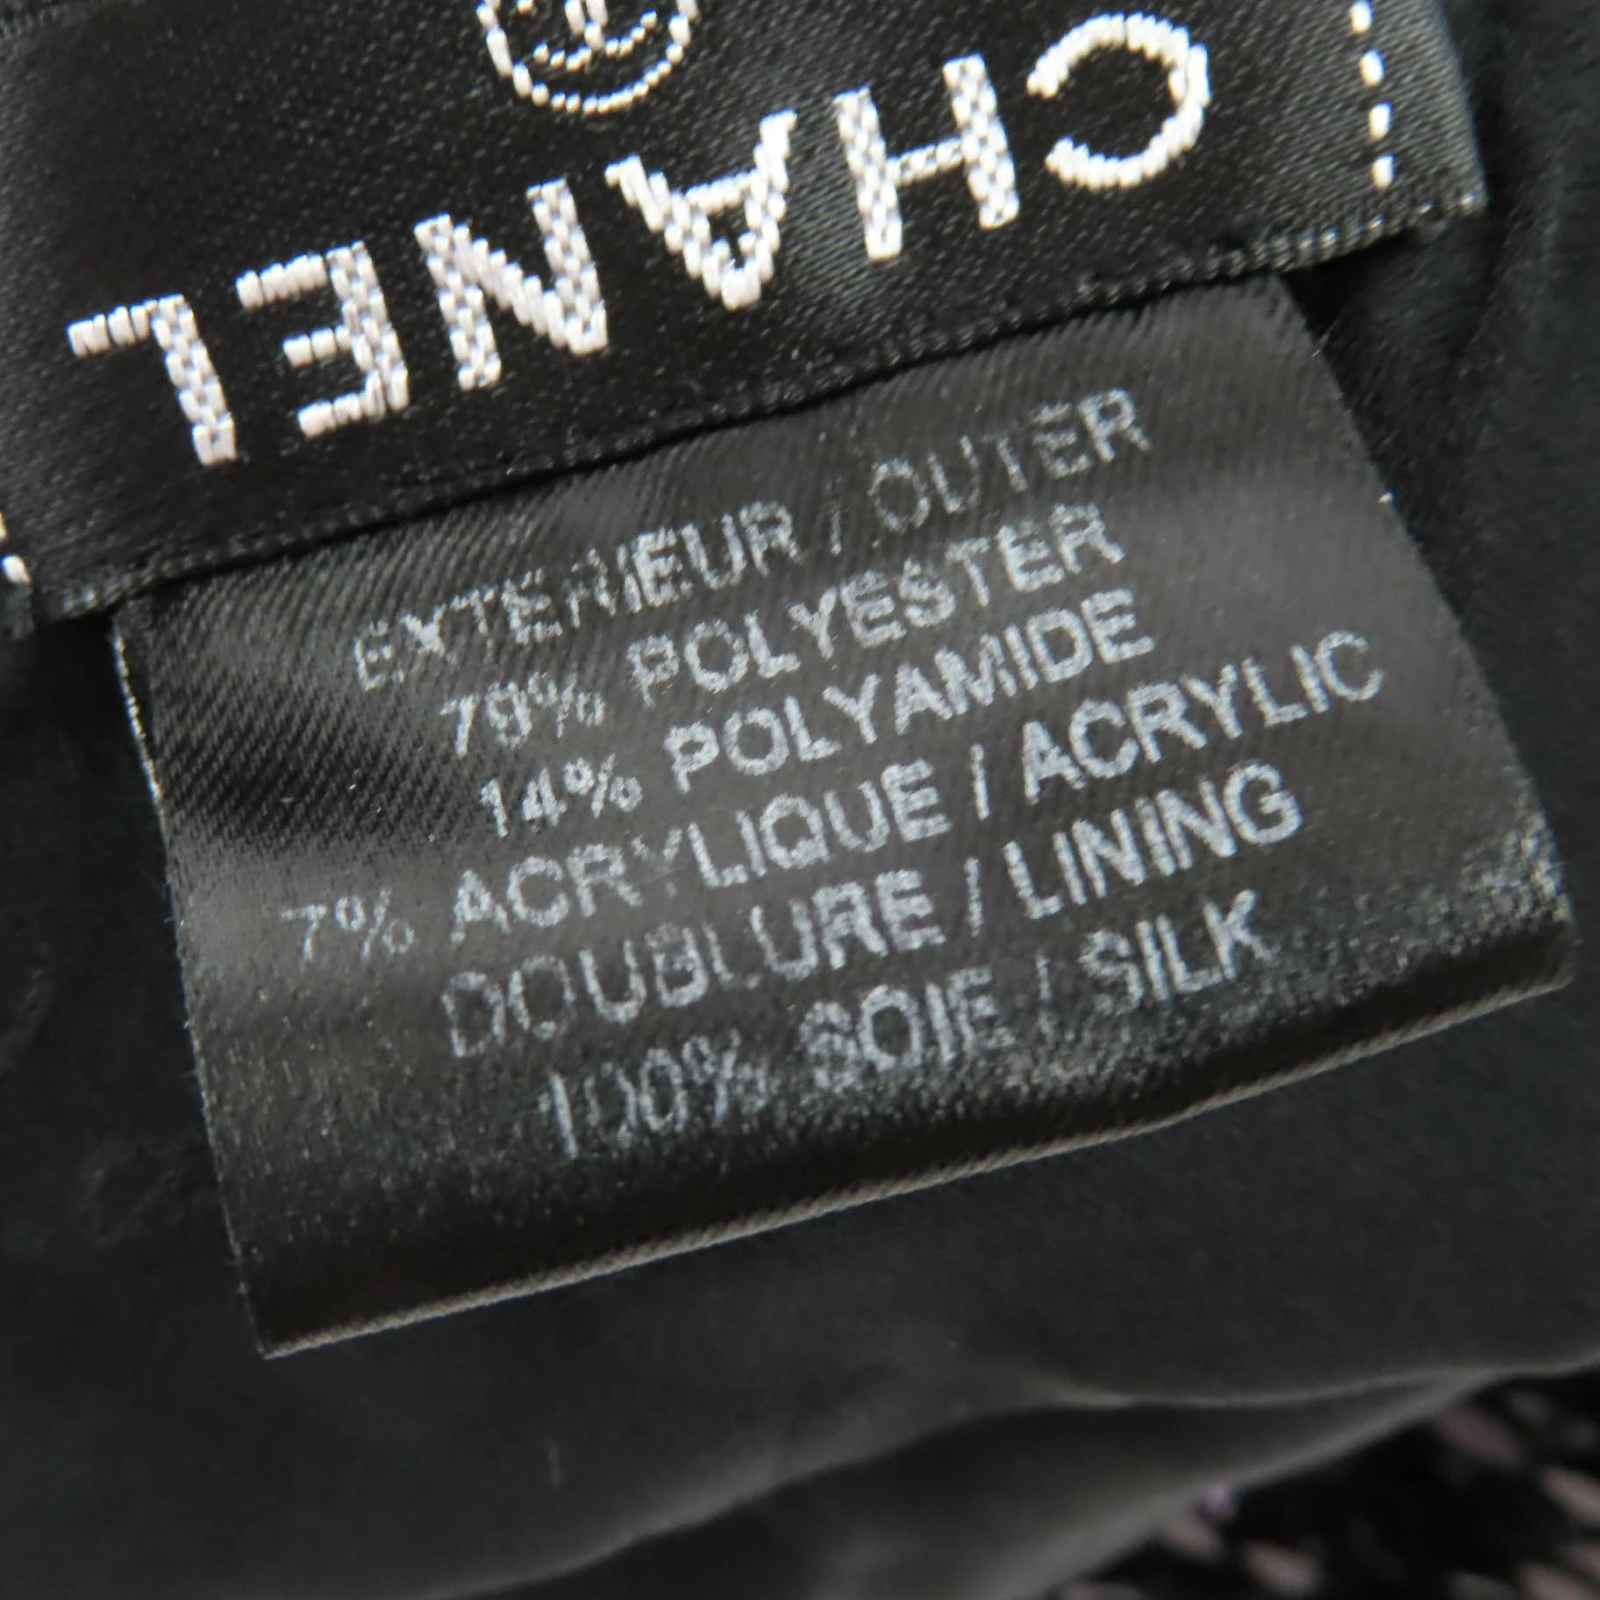 CHANEL
EXTERIEUR / OUTER
79% POLYESTER
14% POLYAMIDE
7% ACRYLIQUE / ACRYLIC
DOUBLURE / LINING
100% SOIE / SILK